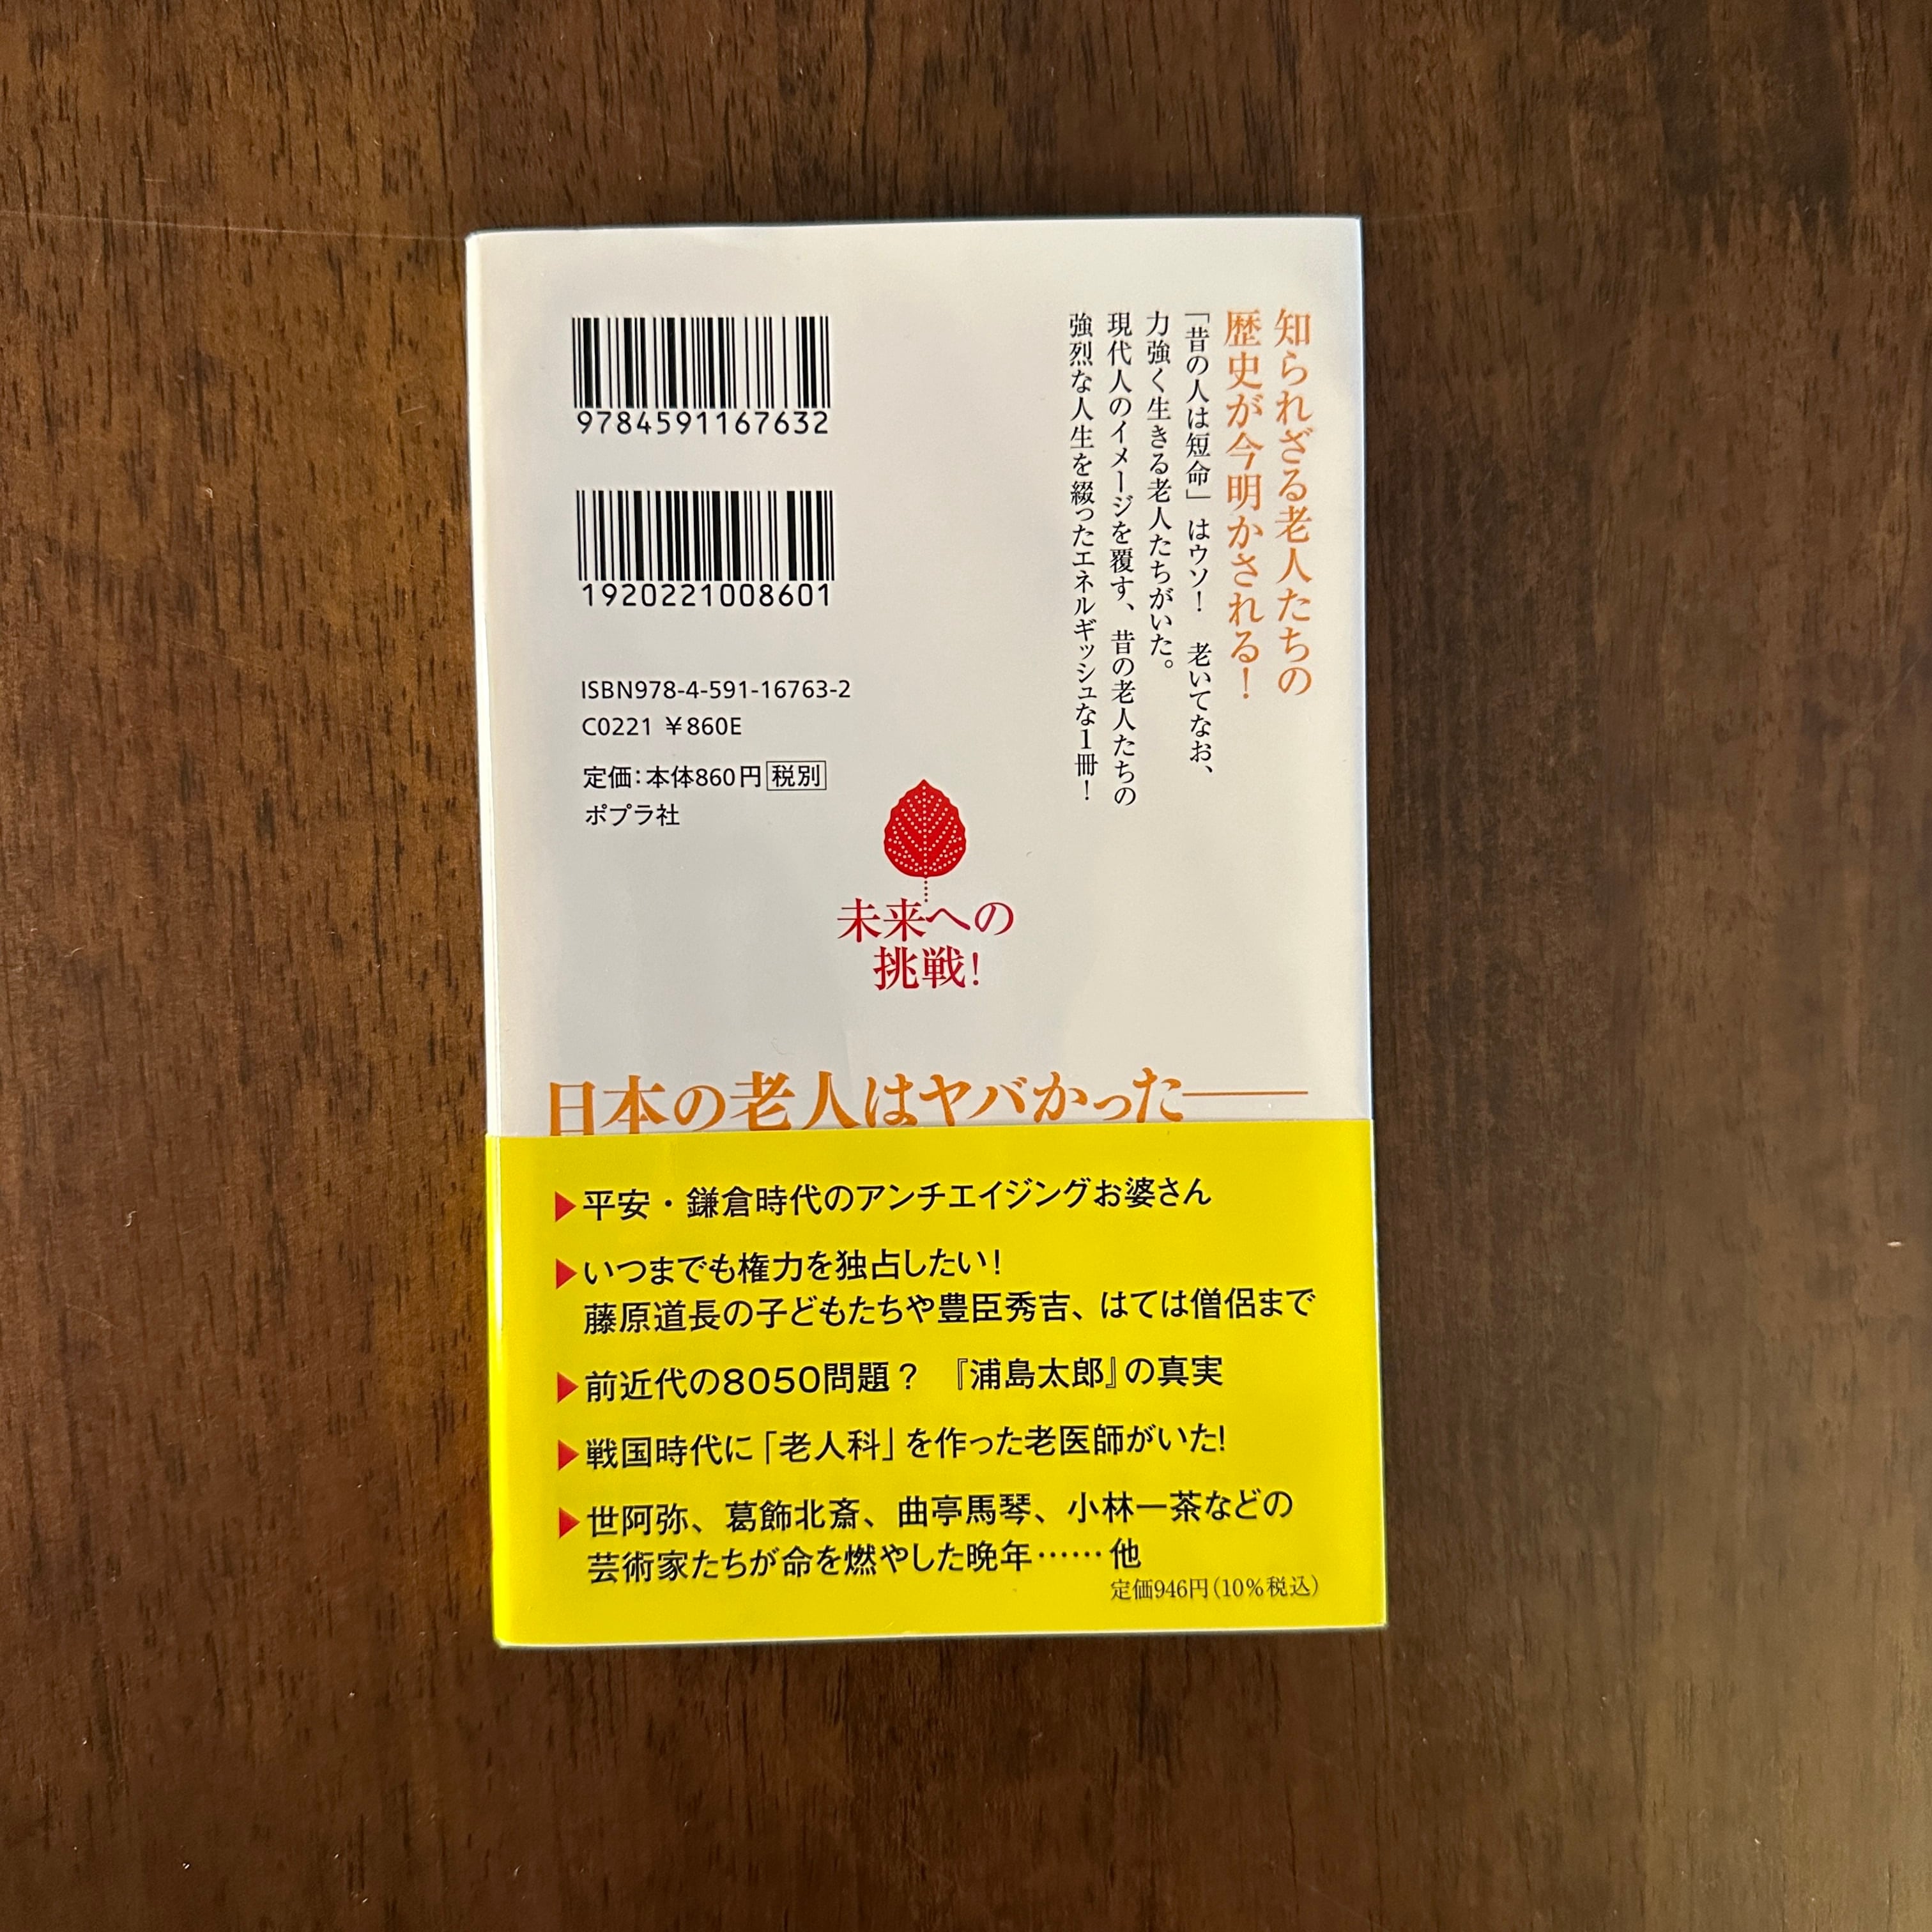 知られざる老人たちの
歴史が今明かされる!
「昔の人は短命」はウソ! 老いてなお、
力強く生きる老人たちがいた。
現代人のイメージを覆す、昔の老人たちの
強烈な人生を綴ったエネルギッシュな1冊!
9784591167632
1920221008601
ISBN978-4-591-16763-2
C0221 ¥860E
定価:本体860円 税別
ポプラ社
未来への
挑戦!
日本の老人はヤバかった――
▶平安・鎌倉時代のアンチエイジングお婆さん
▶いつまでも権力を独占したい!
藤原道長の子どもたちや豊臣秀吉、はては僧侶まで
▶前近代の8050問題? 『浦島太郎』の真実
▶戦国時代に「老人科」を作った老医師がいた!
▶世阿弥、葛飾北斎、曲亭馬琴、小林一茶などの
芸術家たちが命を燃やした晩年……他
定価946円(10%税込)